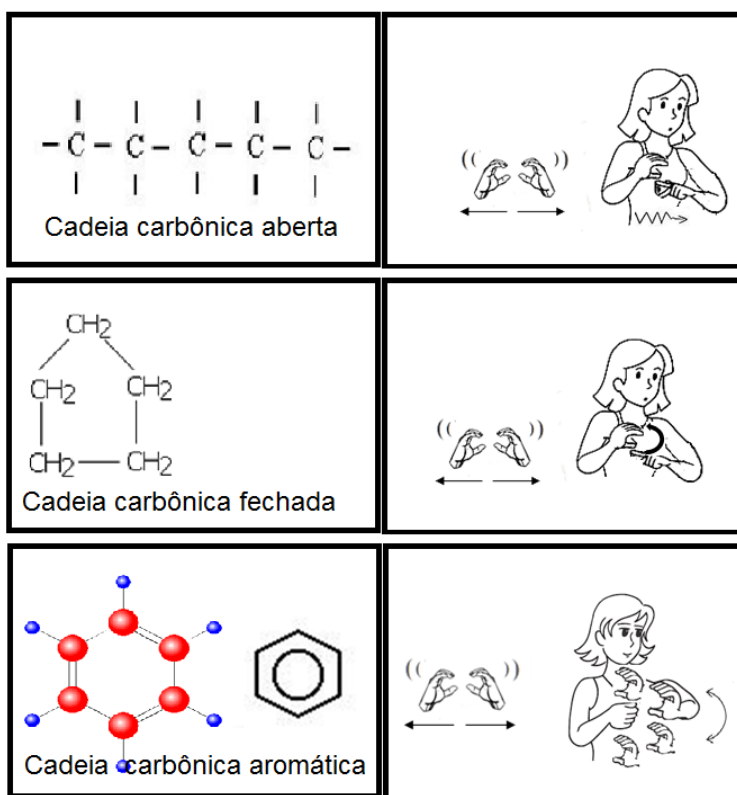 – C – C – C – C – C –
Cadeia carbônica aberta
CH2
CH2 CH2
CH2 CH2
Cadeia carbônica fechada
Cadeia carbônica aromática